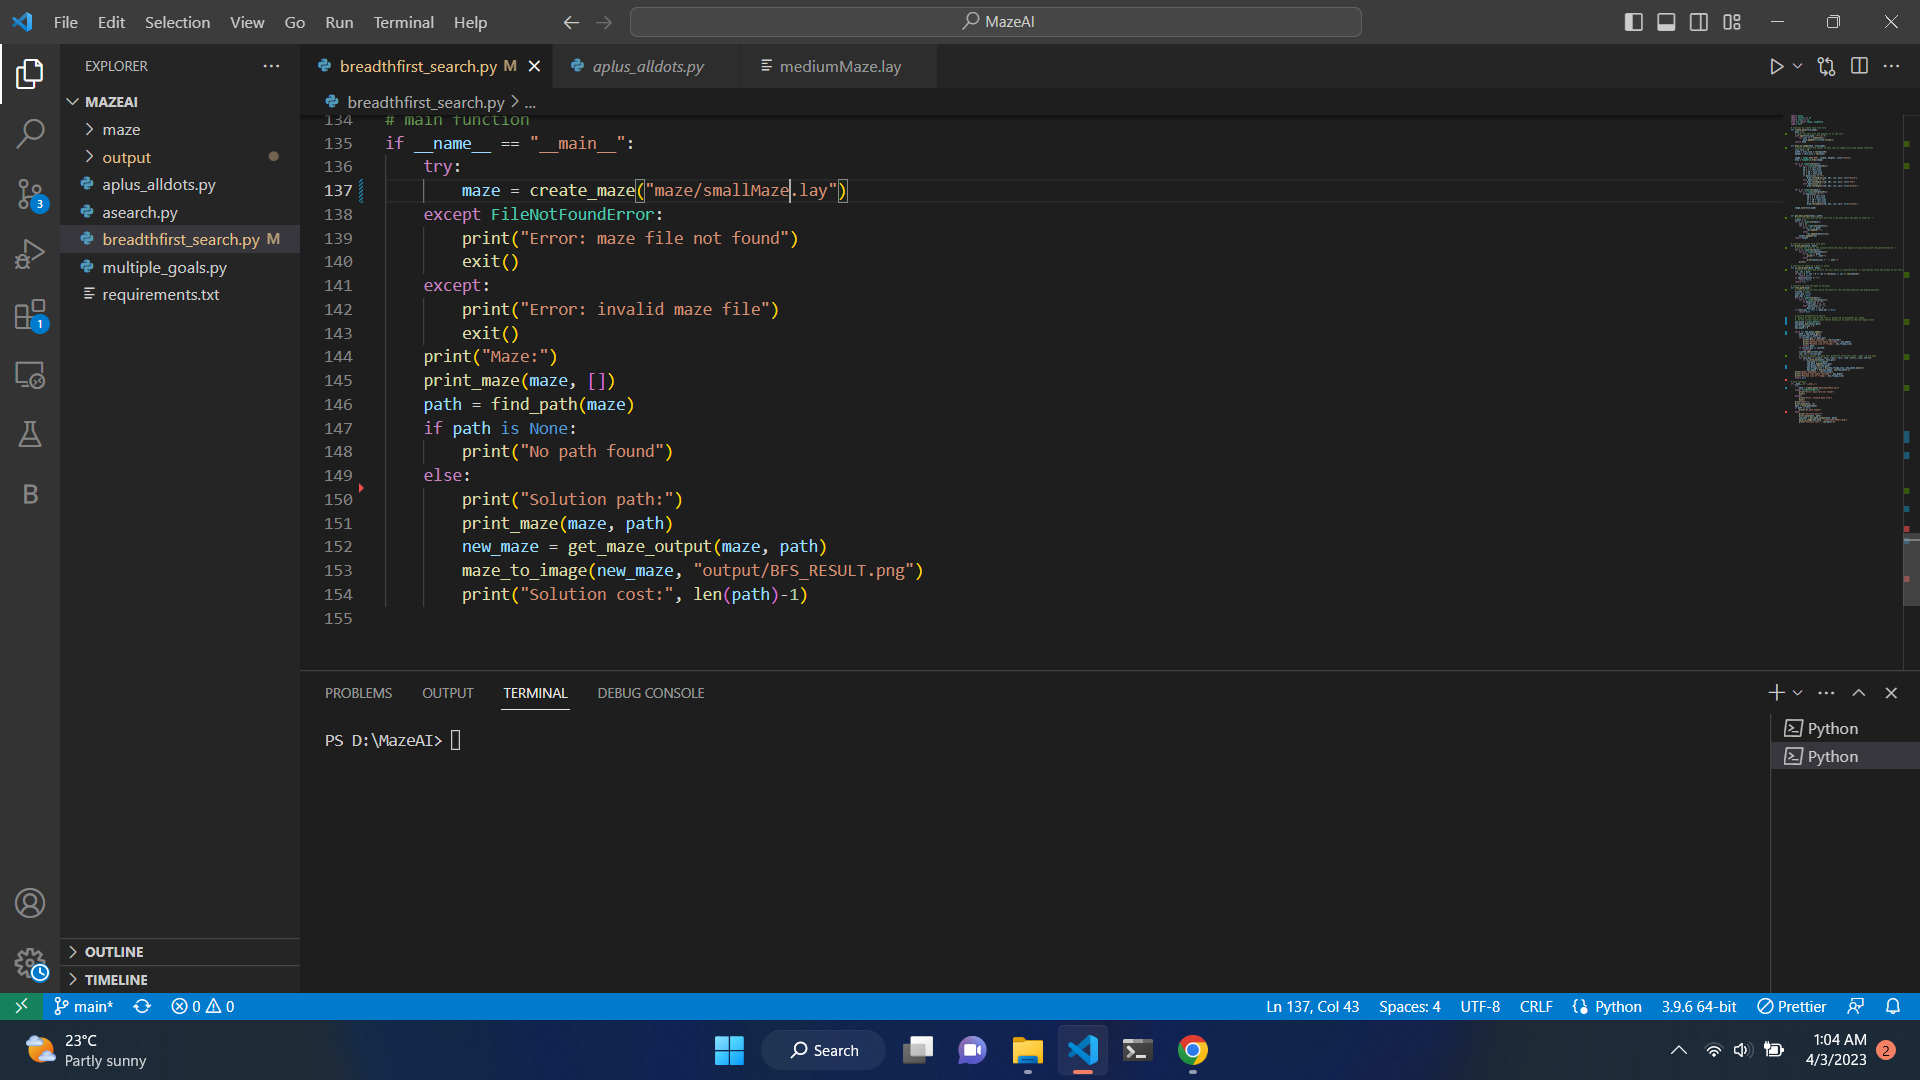 File Edit Selection View Go Run Terminal Help
MazeAI
EXPLORER
MAZEAI
maze
output
aplus_alldots.py
asearch.py
breadthfirst_search.py M
multiple_goals.py
requirements.txt
OUTLINE
TIMELINE
3
1
B
breadthfirst_search.py M
aplus_alldots.py
mediumMaze.lay
breadthfirst_search.py > ...
134 # main function
135 if __name__ == "__main__":
136 try:
137 maze = create_maze("maze/smallMaze.lay")
138 except FileNotFoundError:
139 print("Error: maze file not found")
140 exit()
141 except:
142 print("Error: invalid maze file")
143 exit()
144 print("Maze:")
145 print_maze(maze, [])
146 path = find_path(maze)
147 if path is None:
148 print("No path found")
149 else:
150 print("Solution path:")
151 print_maze(maze, path)
152 new_maze = get_maze_output(maze, path)
153 maze_to_image(new_maze, "output/BFS_RESULT.png")
154 print("Solution cost:", len(path)-1)
155
PROBLEMS OUTPUT TERMINAL DEBUG CONSOLE
PS D:\MazeAI>
Python
Python
main* 0 0 Ln 137, Col 43 Spaces: 4 UTF-8 CRLF Python 3.9.6 64-bit Prettier
23°C
Partly sunny
Search
1:04 AM
4/3/2023
2